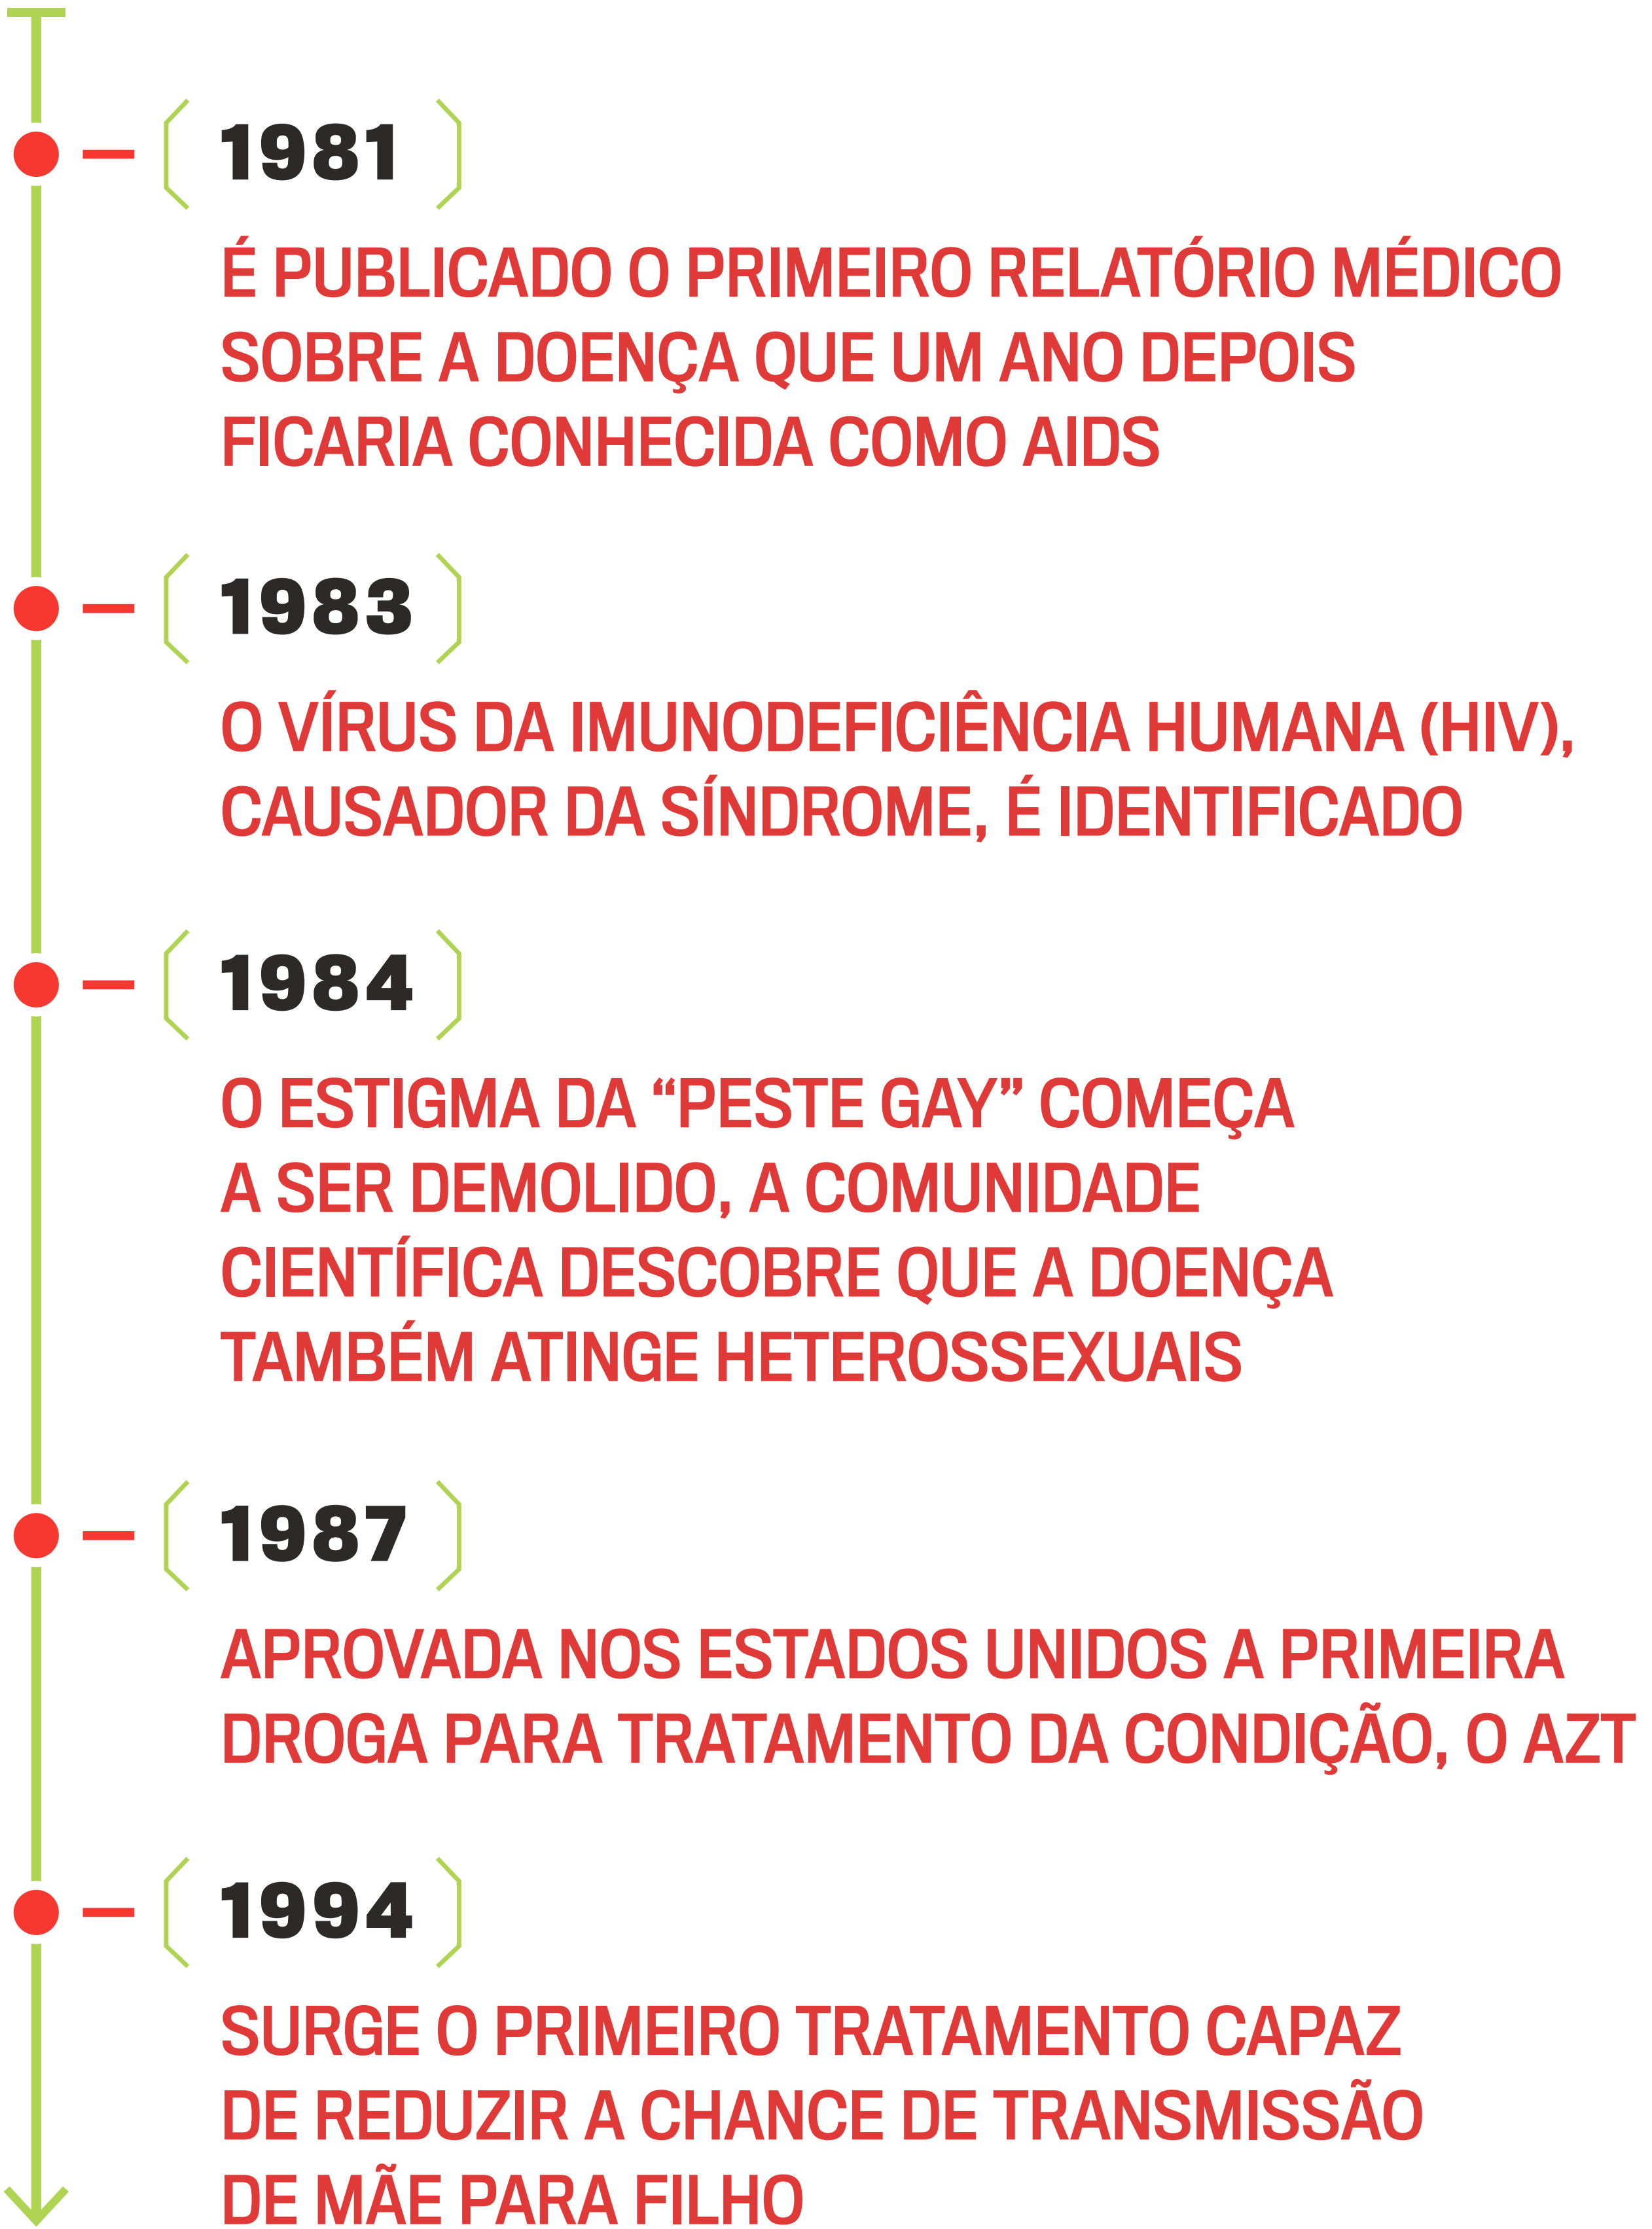 1981
É PUBLICADO O PRIMEIRO RELATÓRIO MÉDICO
SOBRE A DOENÇA QUE UM ANO DEPOIS
FICARIA CONHECIDA COMO AIDS
1983
O VÍRUS DA IMUNODEFICIÊNCIA HUMANA (HIV),
CAUSADOR DA SÍNDROME, É IDENTIFICADO
1984
O ESTIGMA DA “PESTE GAY” COMEÇA
A SER DEMOLIDO, A COMUNIDADE
CIENTÍFICA DESCOBRE QUE A DOENÇA
TAMBÉM ATINGE HETEROSSEXUAIS
1987
APROVADA NOS ESTADOS UNIDOS A PRIMEIRA
DROGA PARA TRATAMENTO DA CONDIÇÃO, O AZT
1994
SURGE O PRIMEIRO TRATAMENTO CAPAZ
DE REDUZIR A CHANCE DE TRANSMISSÃO
DE MÃE PARA FILHO